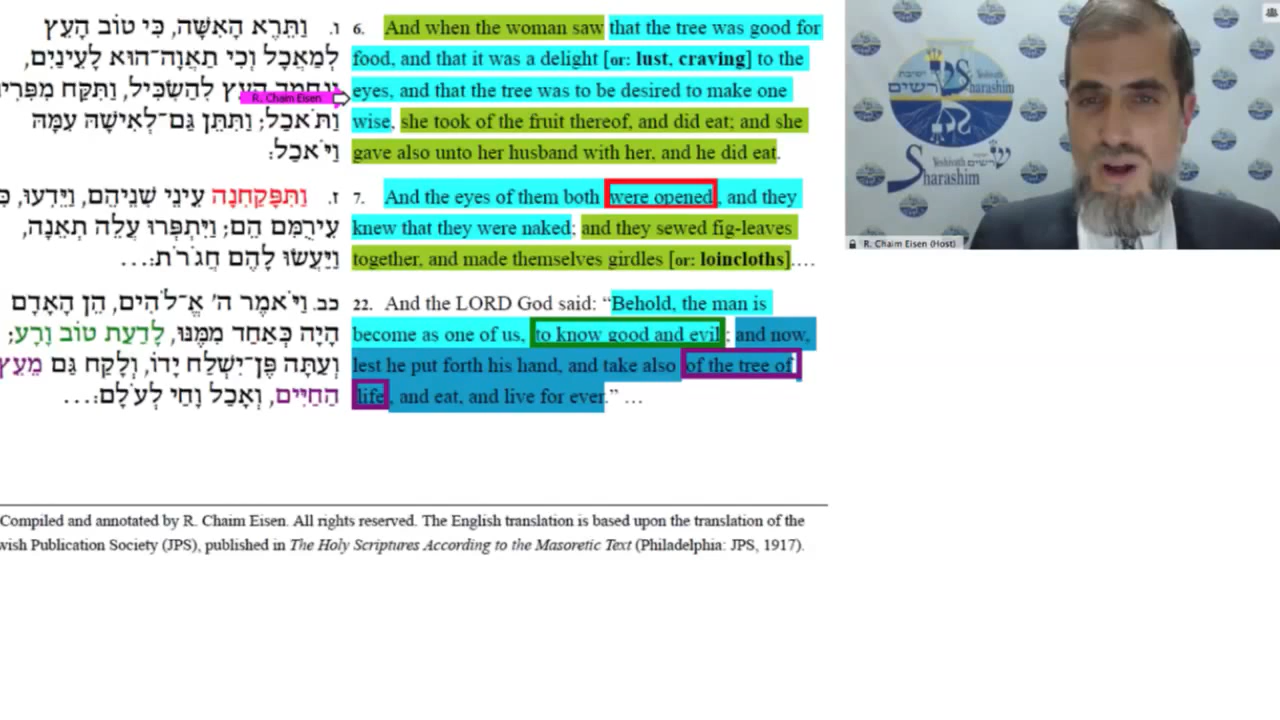 ו. וַתֵּרֶא הָאִשָּׁה, כִּי טוֹב הָעֵץ
לְמַאֲכָל וְכִי תַאֲוָה־הוּא לָעֵינַיִם,
הָעֵץ לְהַשְׂכִּיל, וַתִּקַּח מִפִּרְיוֹ
וַתֹּאכַל; וַתִּתֵּן גַּם־לְאִישָׁהּ עִמָּהּ
וַיֹּאכַל:
R. Chaim Eisen
6. And when the woman saw that the tree was good for
food, and that it was a delight [or: lust, craving] to the
eyes, and that the tree was to be desired to make one
wise, she took of the fruit thereof, and did eat; and she
gave also unto her husband with her, and he did eat.
ז. וַתִּפָּקַחְנָה עֵינֵי שְׁנֵיהֶם, וַיֵּדְעוּ, כִּ
עֵירֻמִּם הֵם; וַיִּתְפְּרוּ עֲלֵה תְאֵנָה,
וַיַּעֲשׂוּ לָהֶם חֲגֹרֹת:...
7. And the eyes of them both were opened, and they
knew that they were naked; and they sewed fig-leaves
together, and made themselves girdles [or: loincloths]....
כב. וַיֹּאמֶר ה' אֱ־לֹהִים, הֵן הָאָדָם
הָיָה כְּאַחַד מִמֶּנּוּ, לָדַעַת טוֹב וָרָע;
וְעַתָּה פֶּן־יִשְׁלַח יָדוֹ, וְלָקַח גַּם מֵעֵץ
הַחַיִּים, וְאָכַל וָחַי לְעֹלָם:...
22. And the LORD God said: “Behold, the man is
become as one of us, to know good and evil; and now,
lest he put forth his hand, and take also of the tree of
life, and eat, and live for ever.” ...
Compiled and annotated by R. Chaim Eisen. All rights reserved. The English translation is based upon the translation of the
wish Publication Society (JPS), published in The Holy Scriptures According to the Masoretic Text (Philadelphia: JPS, 1917).
ישיבת
שרשים
Yeshivath
Sharashim
Yeshivath
Sharashim
R. Chaim Eisen (Host)